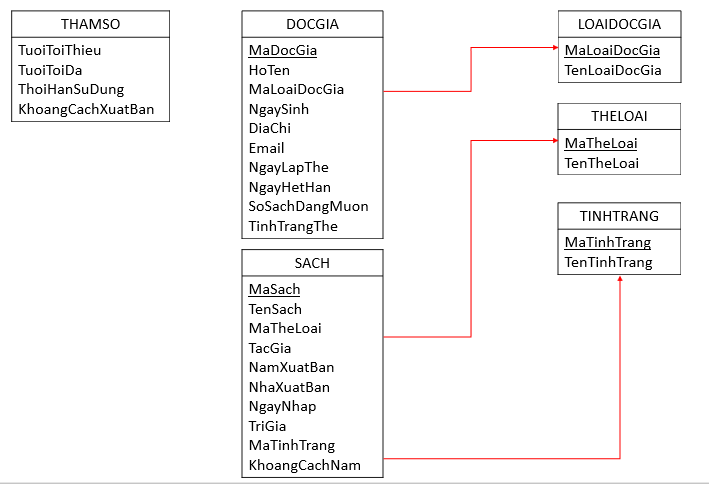 THAMSO
TuoiToiThieu
TuoiToiDa
ThoiHanSuDung
KhoangCachXuatBan
DOCGIA
MaDocGia
HoTen
MaLoaiDocGia
NgaySinh
DiaChi
Email
NgayLapThe
NgayHetHan
SoSachDangMuon
TinhTrangThe
LOAIDOCGIA
MaLoaiDocGia
TenLoaiDocGia
THELOAI
MaTheLoai
TenTheLoai
TINHTRANG
MaTinhTrang
TenTinhTrang
SACH
MaSach
TenSach
MaTheLoai
TacGia
NamXuatBan
NhaXuatBan
NgayNhap
TriGia
MaTinhTrang
KhoangCachNam